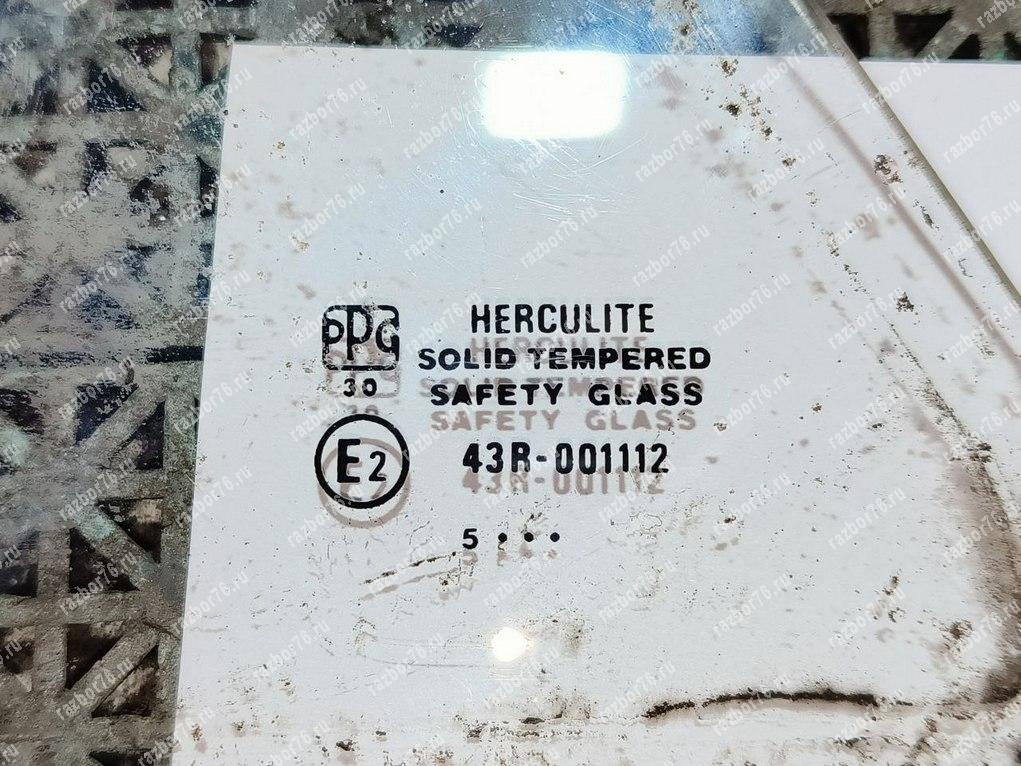 PPG
30
HERCULITE
SOLID TEMPERED
SAFETY GLASS
E2
43R-001112
5 • • •
razbor76.ru